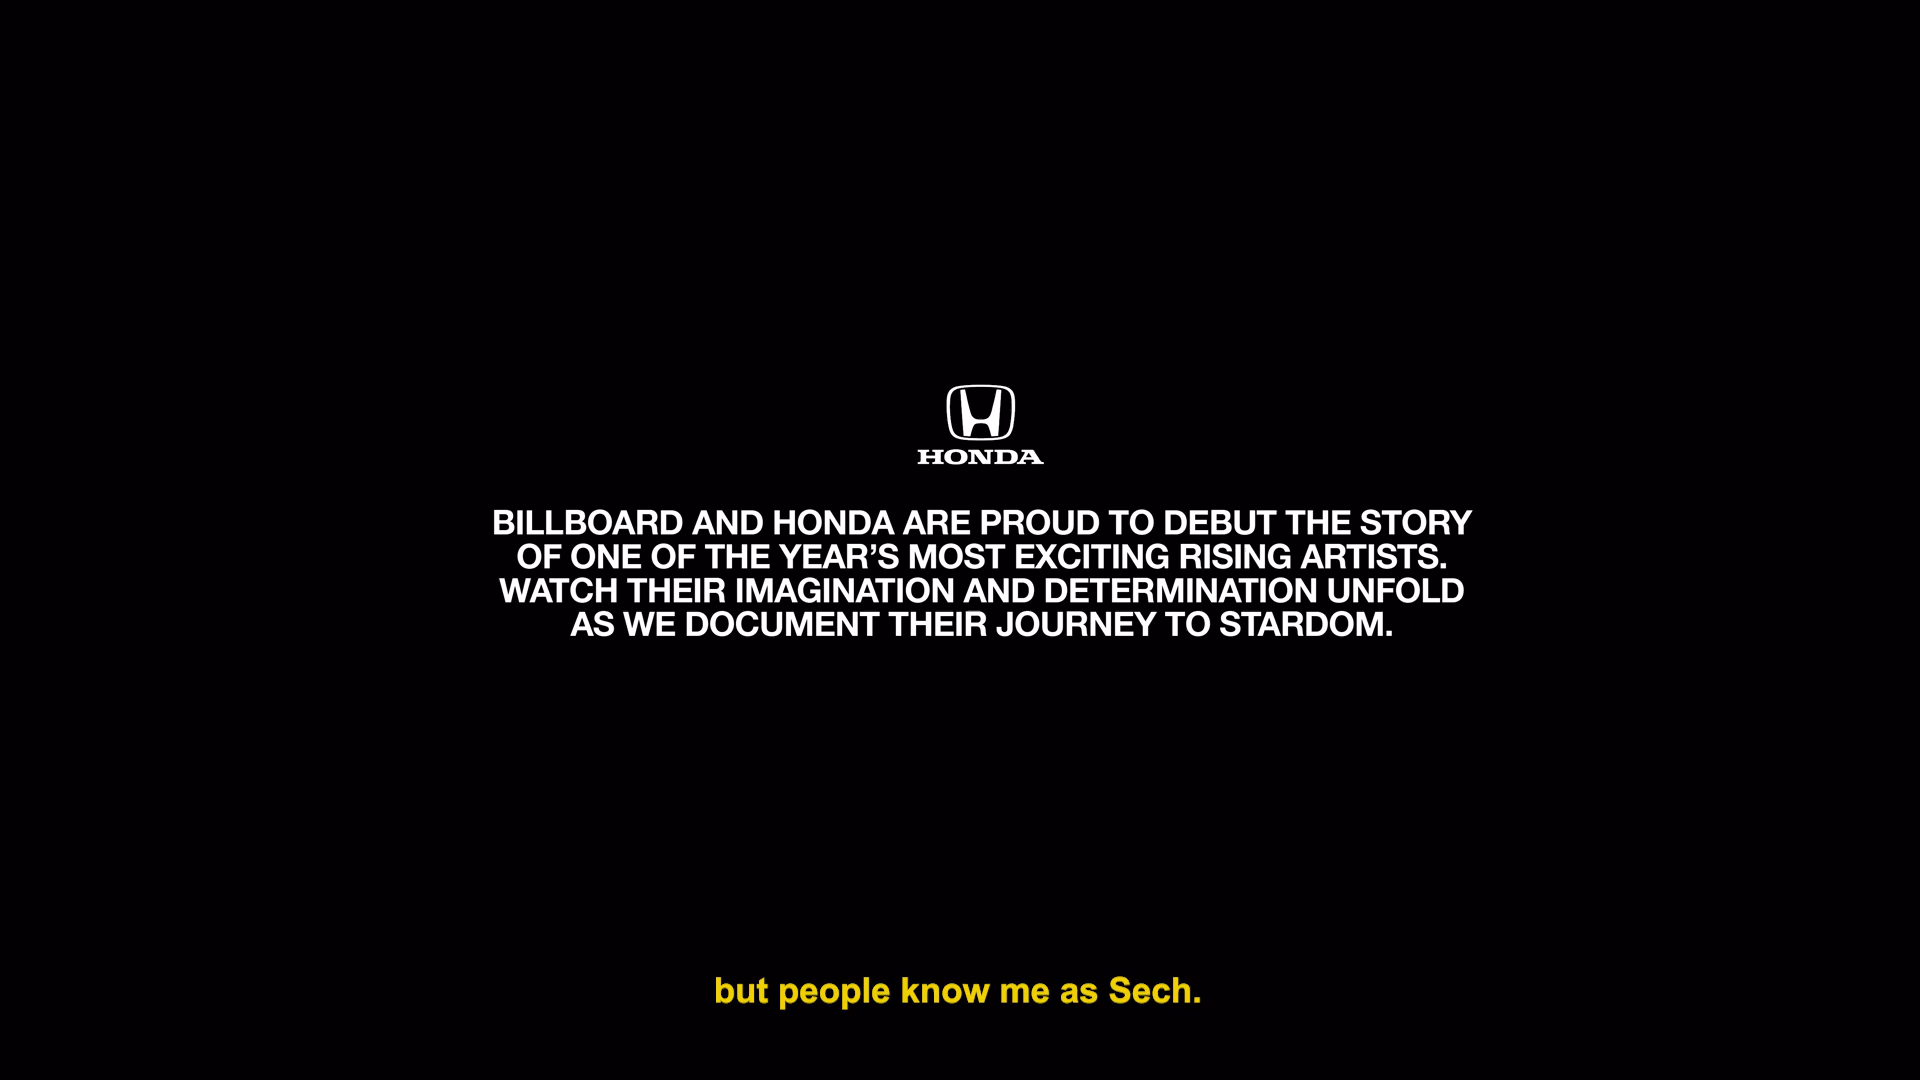 HONDA
BILLBOARD AND HONDA ARE PROUD TO DEBUT THE STORY
OF ONE OF THE YEAR’S MOST EXCITING RISING ARTISTS.
WATCH THEIR IMAGINATION AND DETERMINATION UNFOLD
AS WE DOCUMENT THEIR JOURNEY TO STARDOM.
but people know me as Sech.